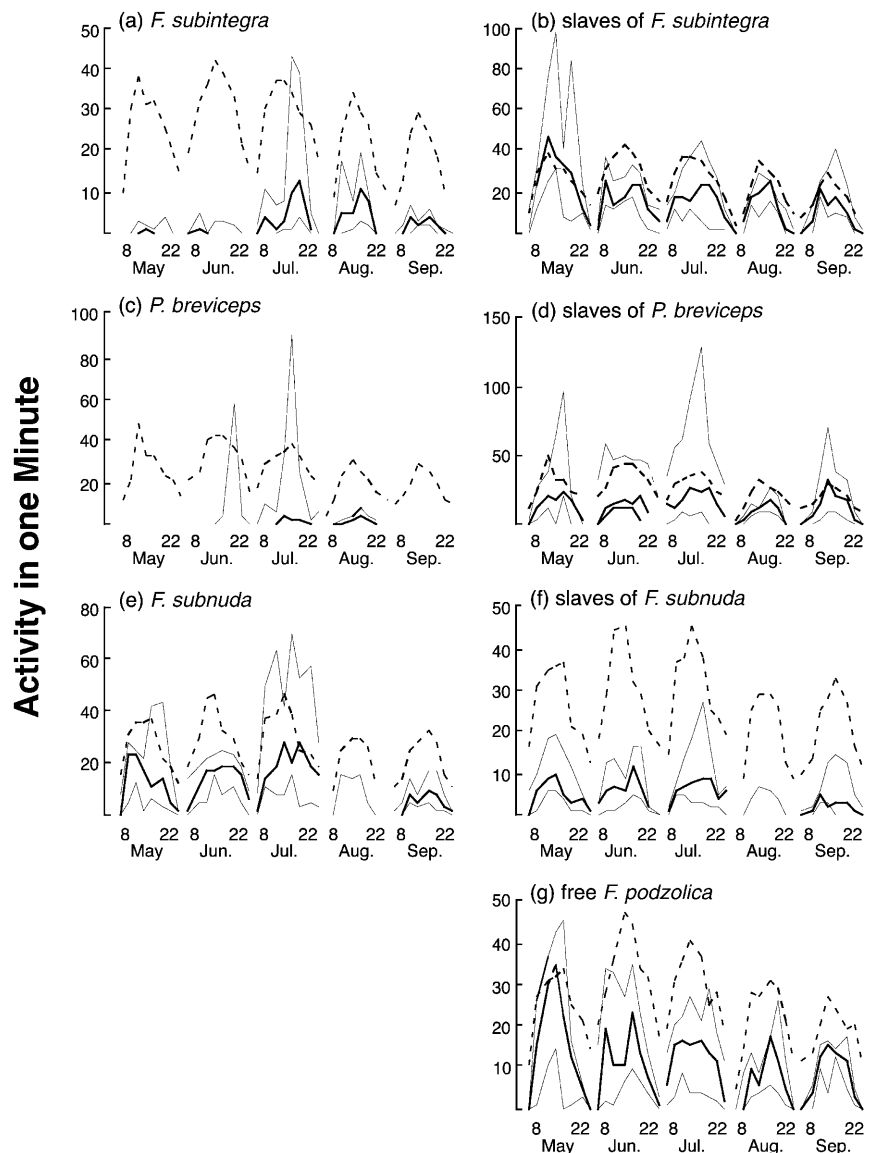 Activity in one Minute
(a) F. subintegra
50
40
30
20
10
8 22 8 22 8 22 8 22 8 22
May Jun. Jul. Aug. Sep.
(b) slaves of F. subintegra
100
80
60
40
20
8 22 8 22 8 22 8 22 8 22
May Jun. Jul. Aug. Sep.
(c) P. breviceps
100
80
60
40
20
8 22 8 22 8 22 8 22 8 22
May Jun. Jul. Aug. Sep.
(d) slaves of P. breviceps
150
100
50
8 22 8 22 8 22 8 22 8 22
May Jun. Jul. Aug. Sep.
(e) F. subnuda
80
60
40
20
8 22 8 22 8 22 8 22 8 22
May Jun. Jul. Aug. Sep.
(f) slaves of F. subnuda
50
40
30
20
10
8 22 8 22 8 22 8 22 8 22
May Jun. Jul. Aug. Sep.
(g) free F. podzolica
50
40
30
20
10
8 22 8 22 8 22 8 22 8 22
May Jun. Jul. Aug. Sep.